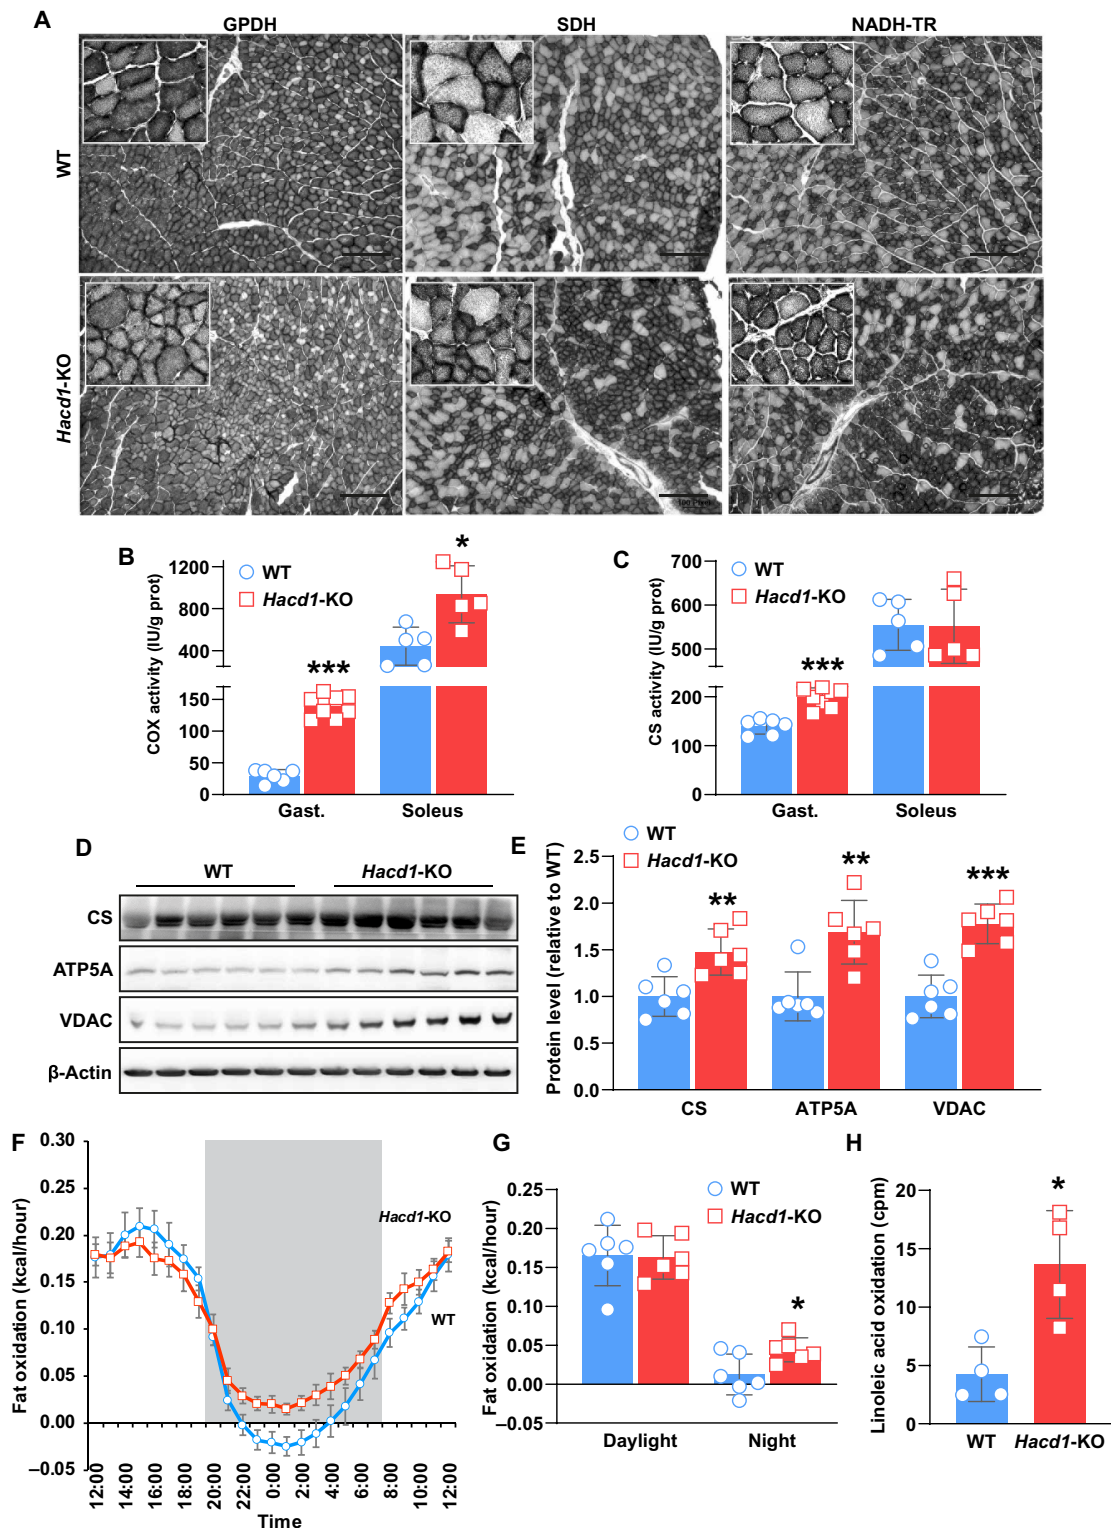 A
GPDH
SDH
NADH-TR
WT
Hacd1-KO
B
COX activity (IU/g prot)
1200
800
400
150
100
50
0
WT
Hacd1-KO
***
*
Gast.
Soleus
C
CS activity (IU/g prot)
700
600
500
200
100
0
WT
Hacd1-KO
***
Gast.
Soleus
D
WT
Hacd1-KO
CS
ATP5A
VDAC
β-Actin
E
Protein level (relative to WT)
2.5
2.0
1.5
1.0
0.5
0.0
WT
Hacd1-KO
**
**
***
CS
ATP5A
VDAC
F
Fat oxidation (kcal/hour)
0.30
0.25
0.20
0.15
0.10
0.05
0.00
–0.05
Hacd1-KO
WT
12:00
14:00
16:00
18:00
20:00
22:00
0:00
2:00
4:00
6:00
8:00
10:00
12:00
Time
G
Fat oxidation (kcal/hour)
0.25
0.20
0.15
0.10
0.05
0.00
–0.05
WT
Hacd1-KO
*
Daylight
Night
H
Linoleic acid oxidation (cpm)
20
15
10
5
0
*
WT
Hacd1-KO